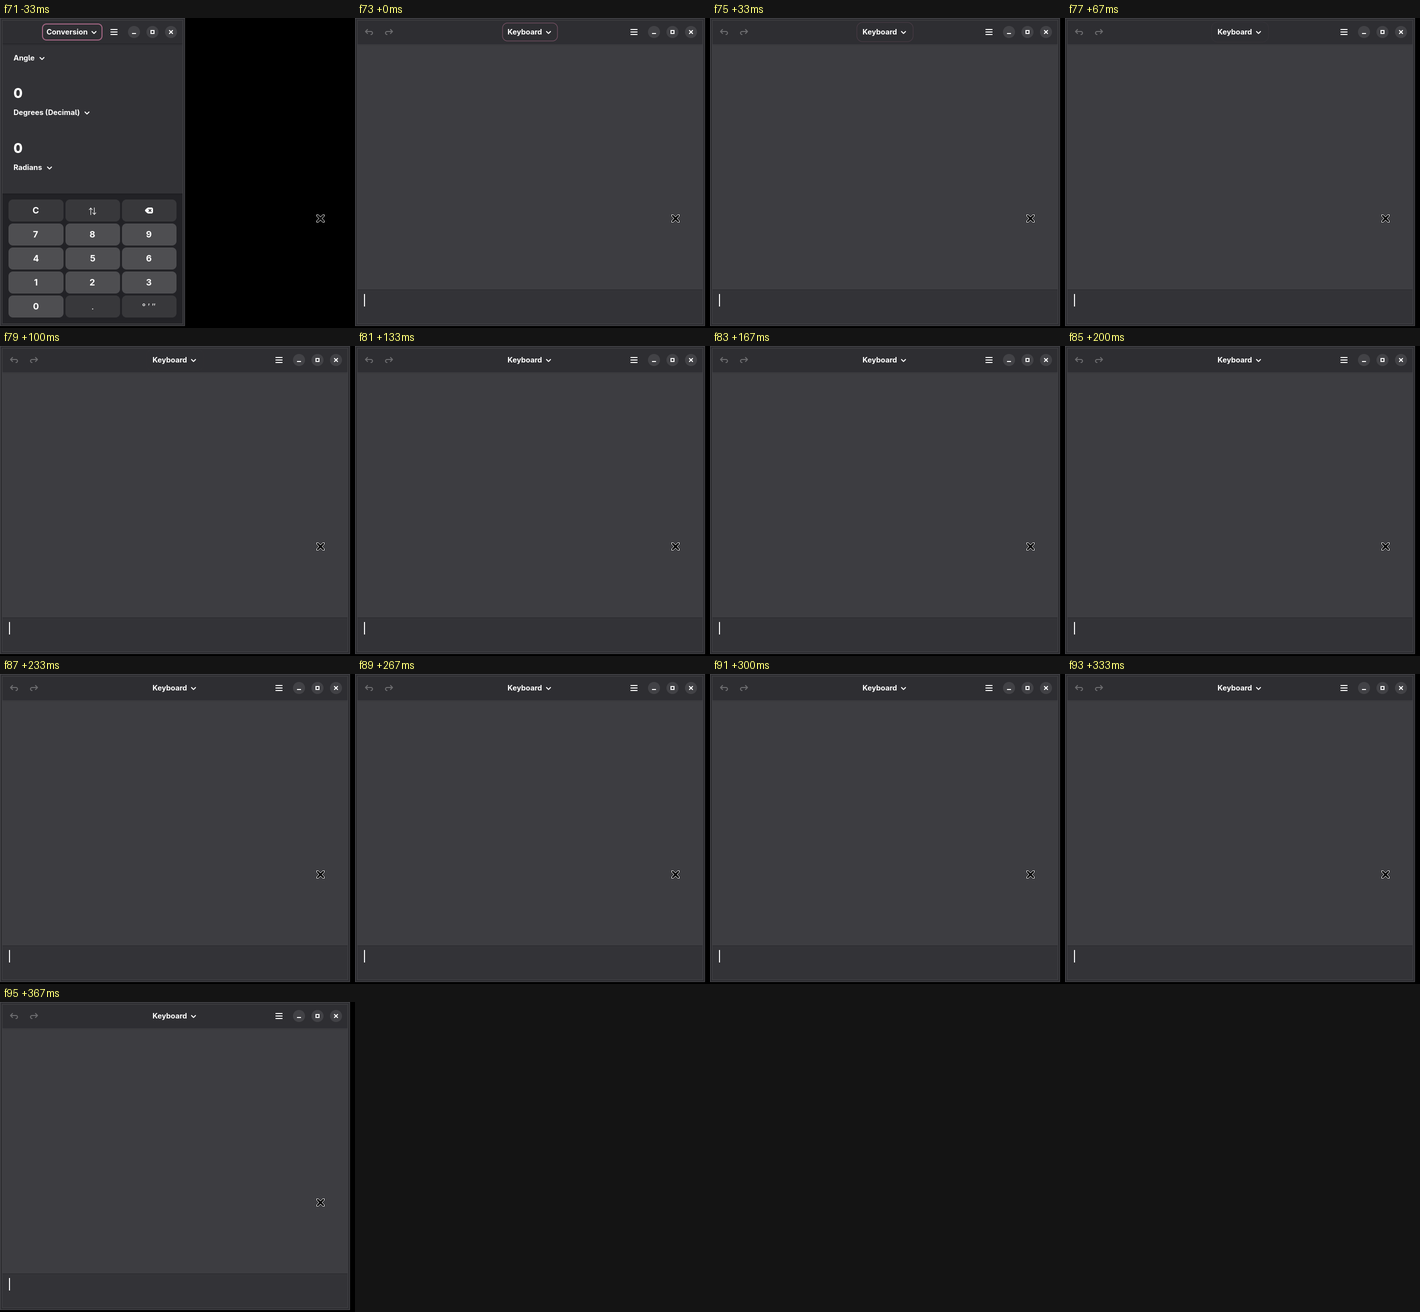 f71 -33ms
f73 +0ms
f75 +33ms
f77 +67ms
Conversion
Keyboard
Keyboard
Keyboard
Angle
0
Degrees (Decimal)
0
Radians
C
7 8 9
4 5 6
1 2 3
0 . ° ′ ″
f79 +100ms
f81 +133ms
f83 +167ms
f85 +200ms
Keyboard
Keyboard
Keyboard
Keyboard
f87 +233ms
f89 +267ms
f91 +300ms
f93 +333ms
Keyboard
Keyboard
Keyboard
Keyboard
f95 +367ms
Keyboard